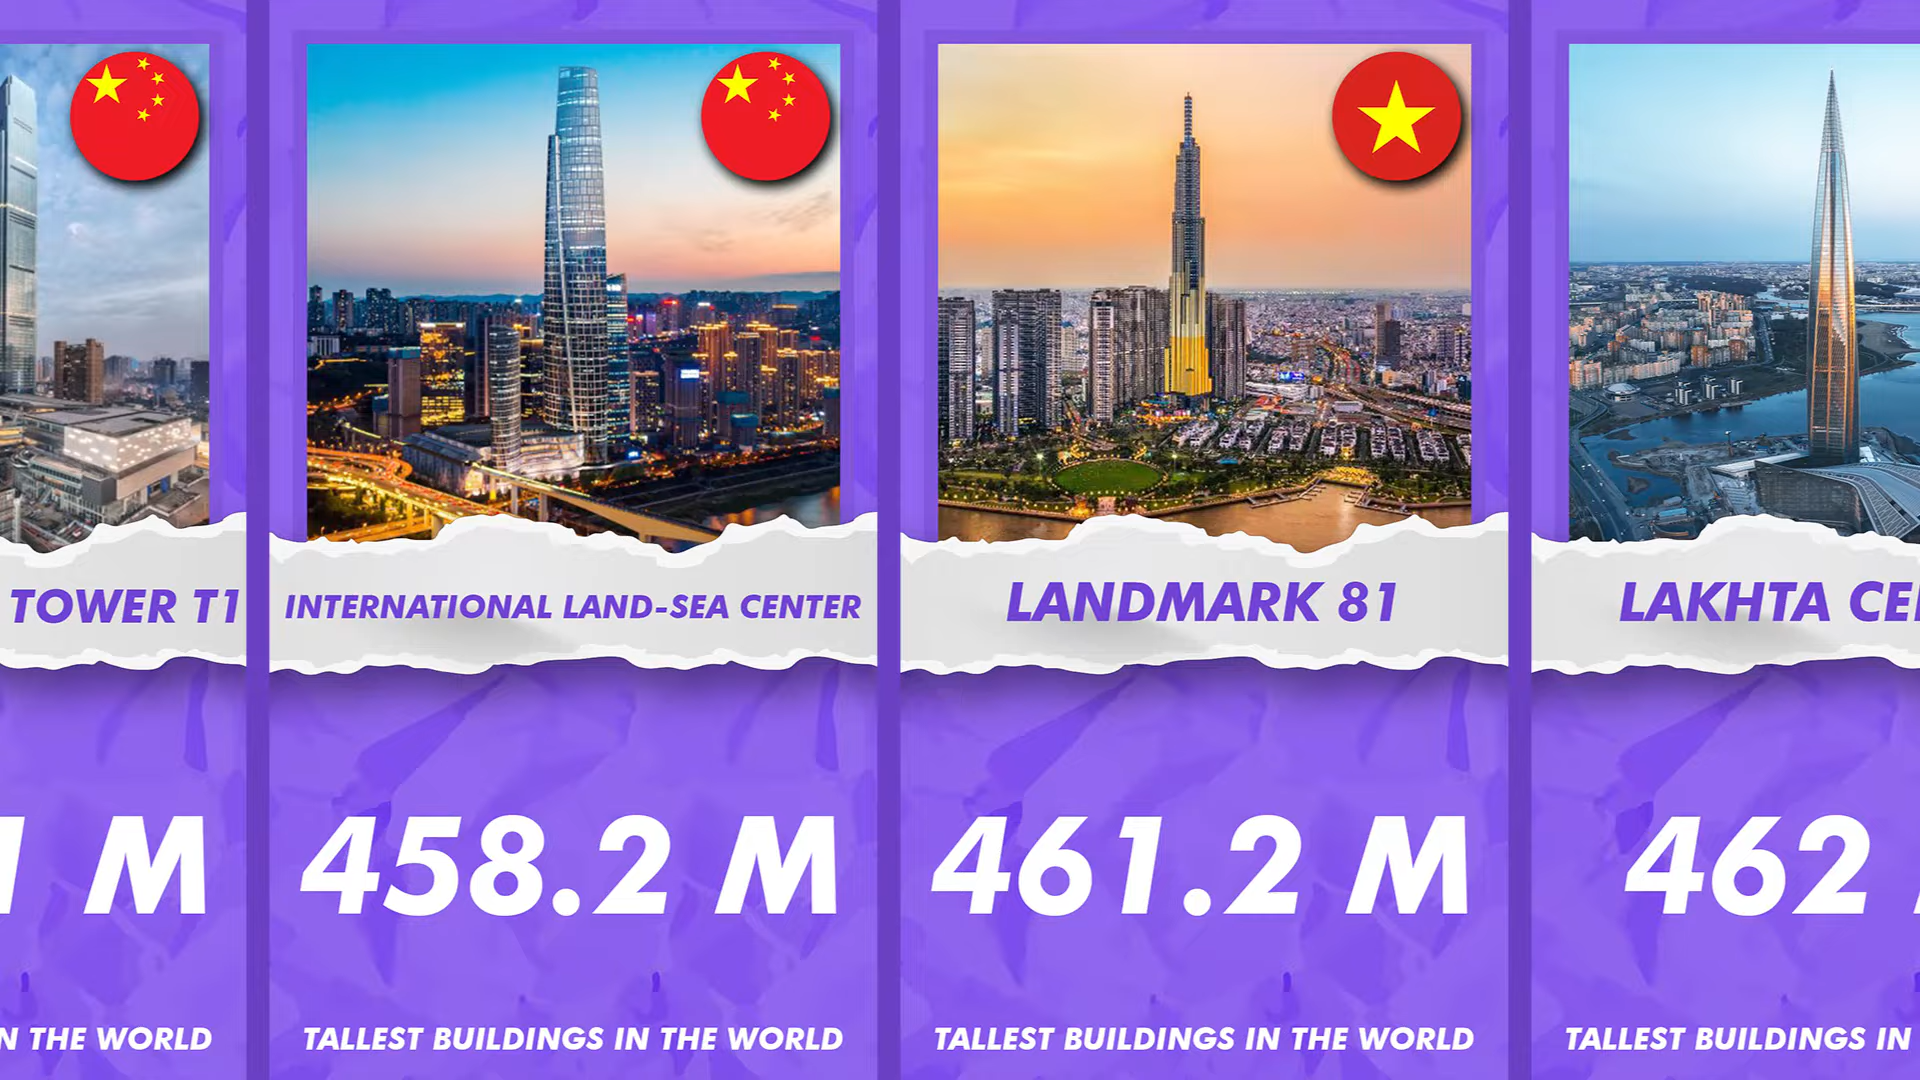 TOWER T1
INTERNATIONAL LAND-SEA CENTER
LANDMARK 81
LAKHTA
1 M
458.2 M
461.2 M
462
THE WORLD
TALLEST BUILDINGS IN THE WORLD
TALLEST BUILDINGS IN THE WORLD
TALLEST BUILDINGS IN